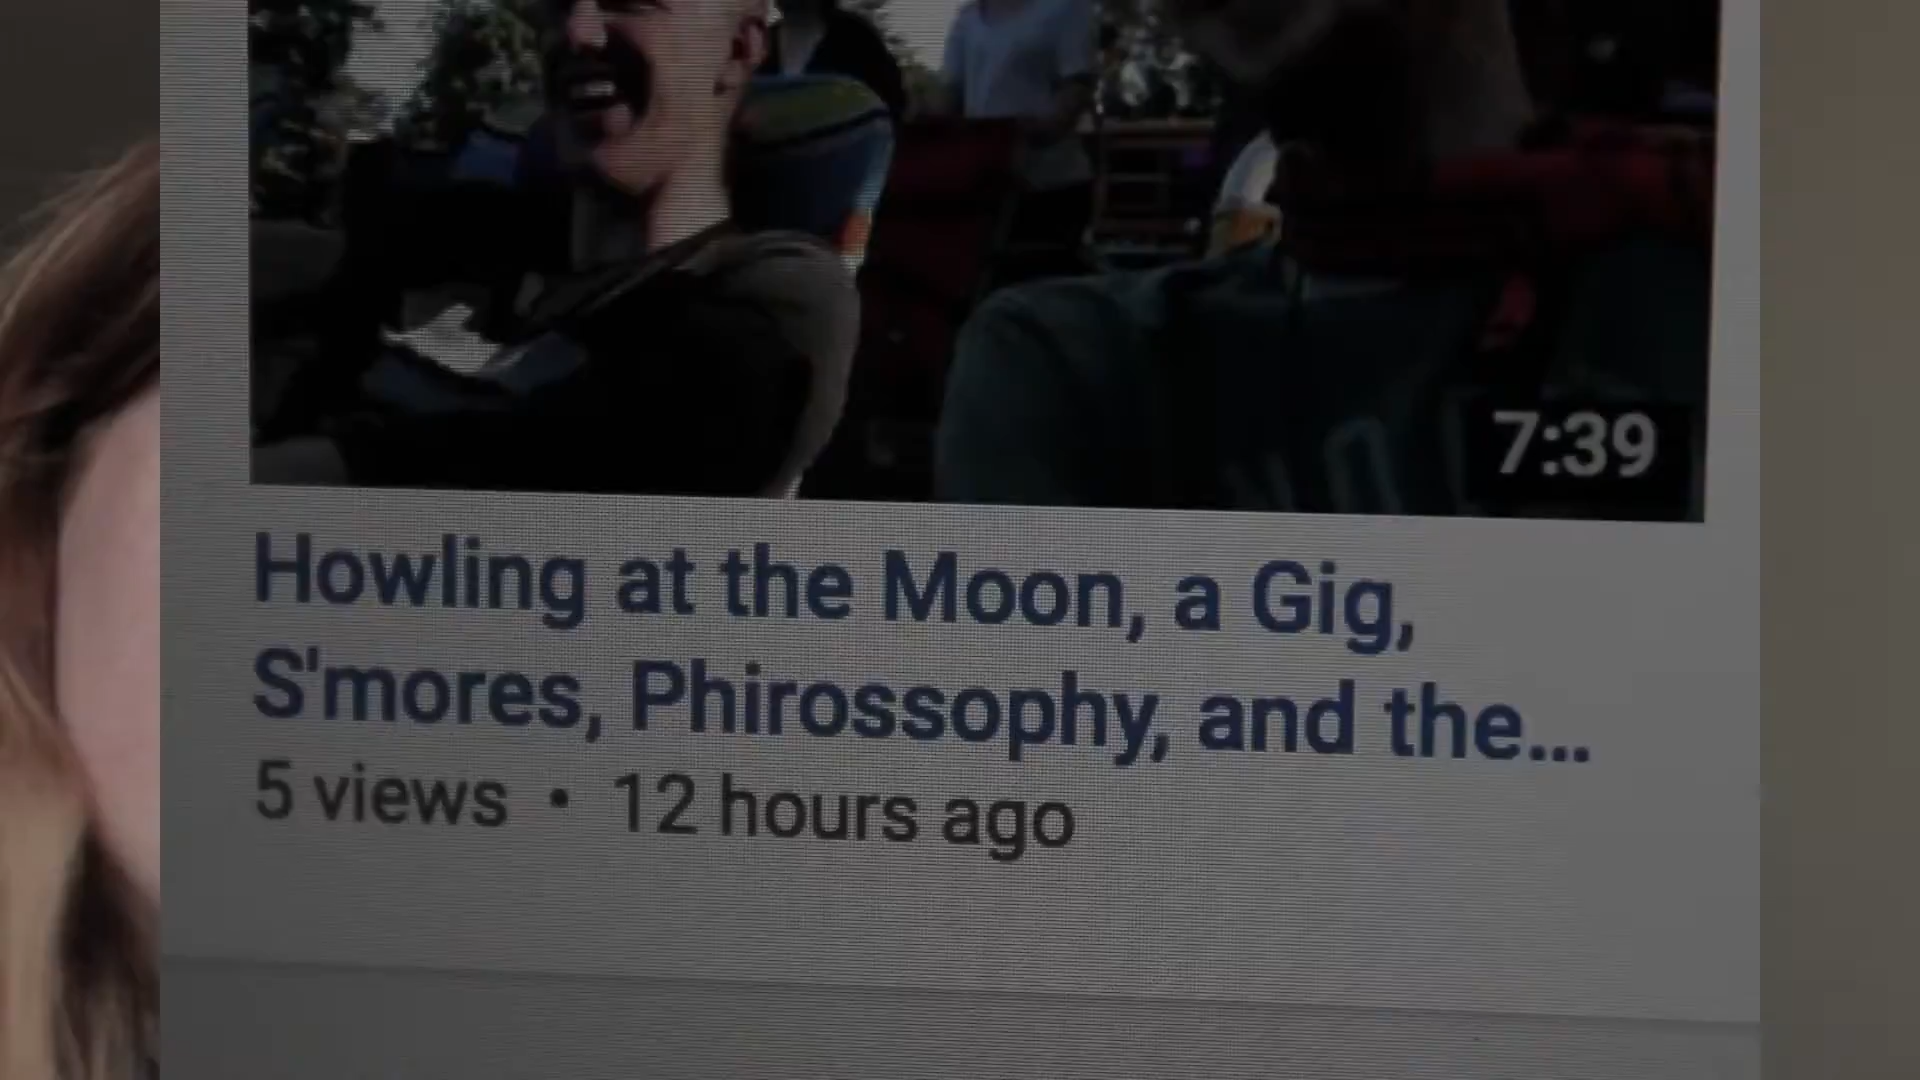 7:39
Howling at the Moon, a Gig,
S'mores, Phirossophy, and the...
5 views • 12 hours ago